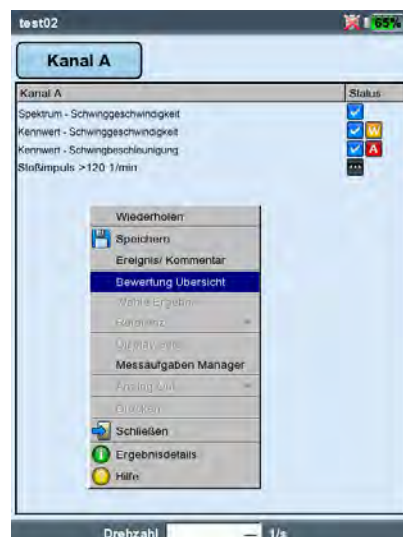 test02 65%
Kanal A
Kanal A Status
Spektrum - Schwinggeschwindigkeit
Kennwert - Schwinggeschwindigkeit W
Kennwert - Schwingbeschleunigung A
Stoßimpuls >120 1/min
Wiederholen
Speichern
Ereignis/ Kommentar
Bewertung Übersicht
Messaufgaben Manager
Drucken
Schließen
Ergebnisdetails
Hilfe
Drehzahl --- 1/s